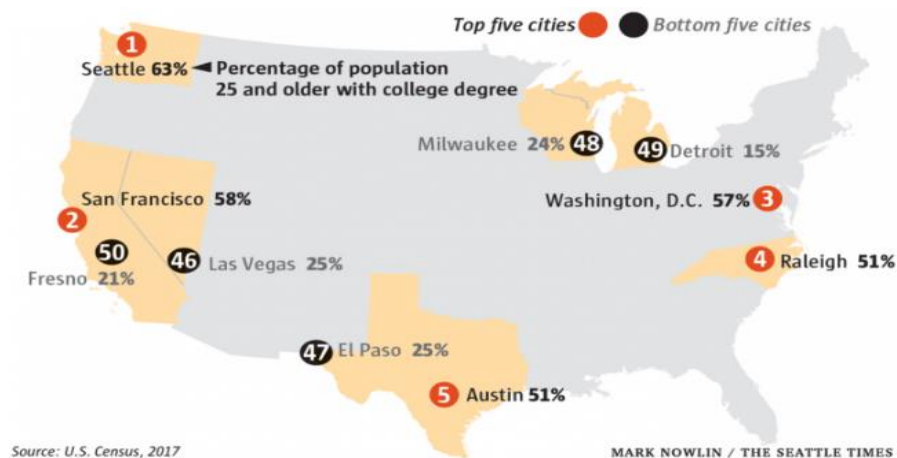 Top five cities Bottom five cities
1
Seattle 63% Percentage of population
25 and older with college degree
Milwaukee 24% 48
49 Detroit 15%
San Francisco 58%
2
Washington, D.C. 57% 3
50
Fresno 21%
46 Las Vegas 25%
4 Raleigh 51%
47 El Paso 25%
5 Austin 51%
Source: U.S. Census, 2017
MARK NOWLIN / THE SEATTLE TIMES